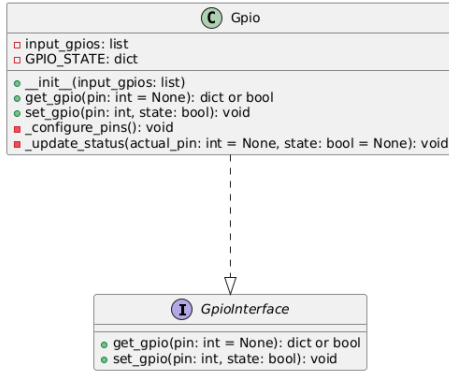 C Gpio
input_gpios: list
GPIO_STATE: dict
__init__(input_gpios: list)
get_gpio(pin: int = None): dict or bool
set_gpio(pin: int, state: bool): void
_configure_pins(): void
_update_status(actual_pin: int = None, state: bool = None): void
I GpioInterface
get_gpio(pin: int = None): dict or bool
set_gpio(pin: int, state: bool): void